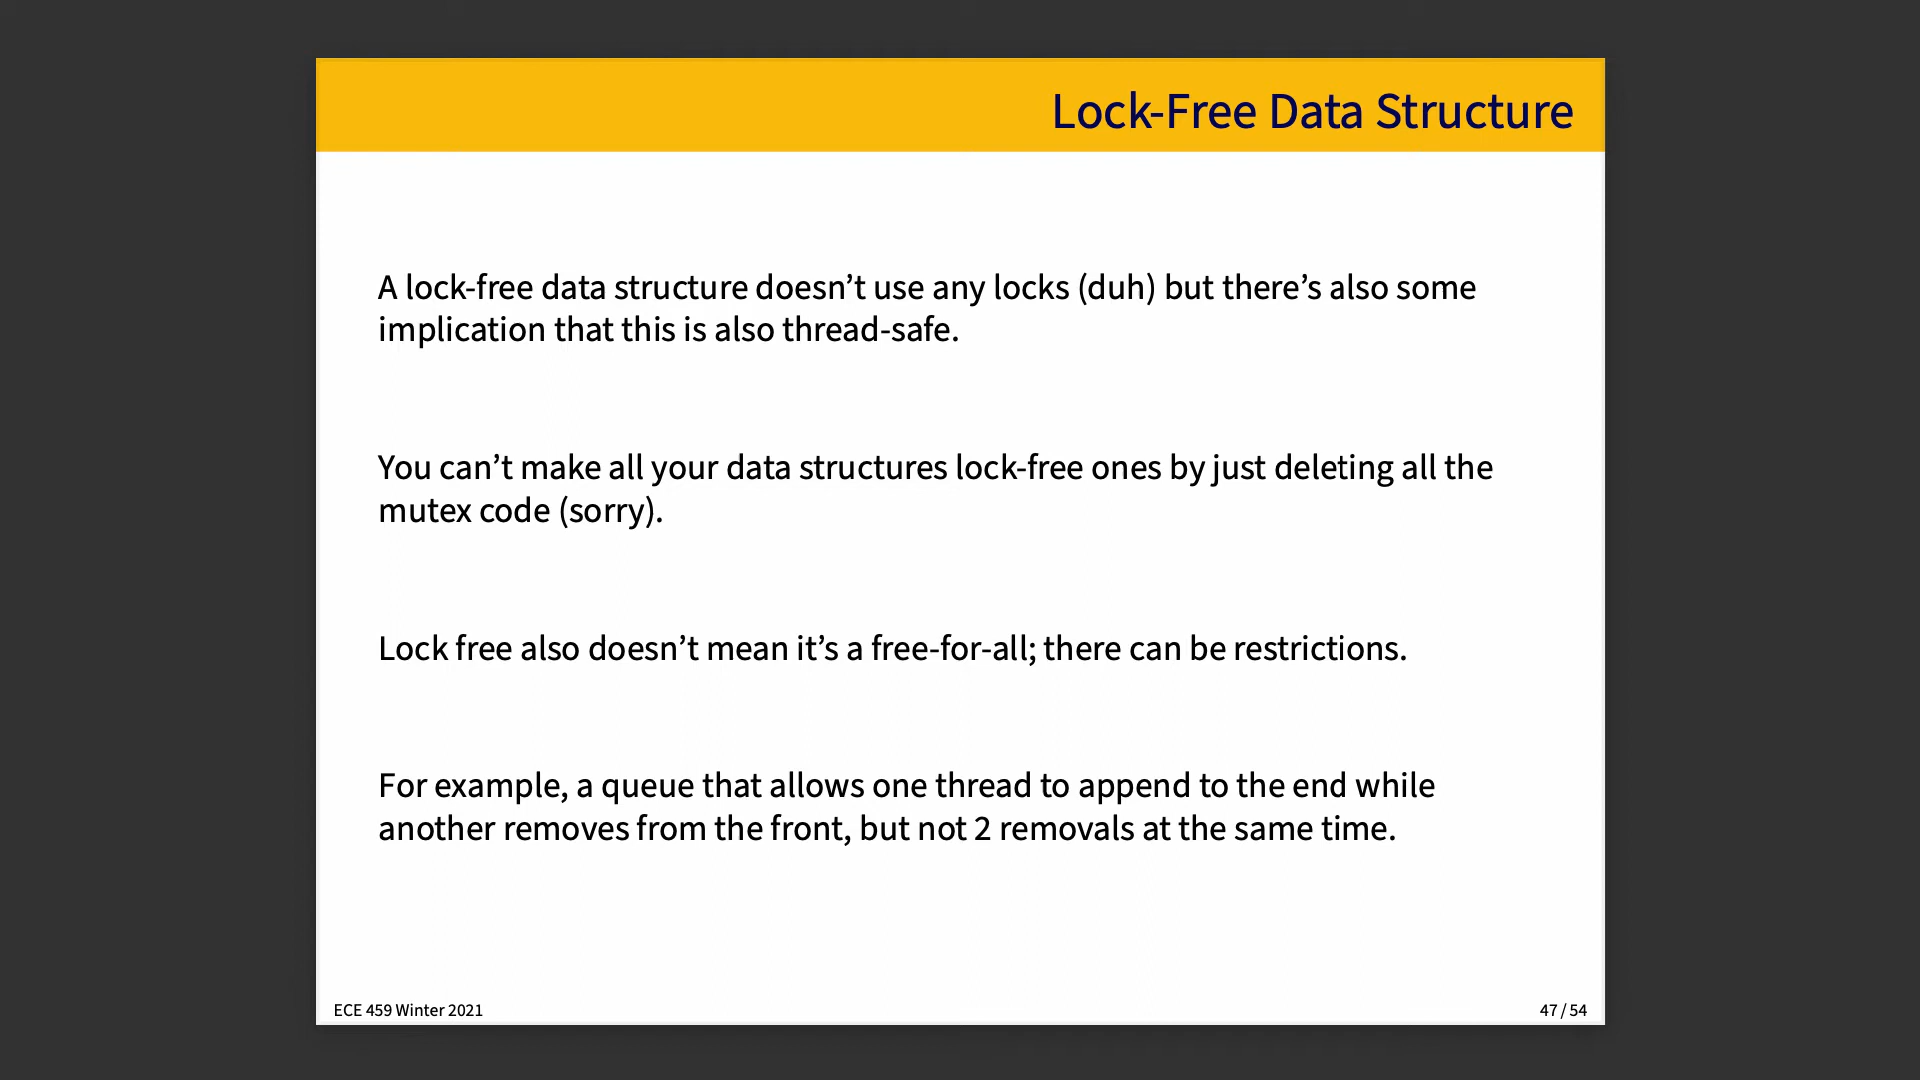 Lock-Free Data Structure
A lock-free data structure doesn’t use any locks (duh) but there’s also some
implication that this is also thread-safe.
You can’t make all your data structures lock-free ones by just deleting all the
mutex code (sorry).
Lock free also doesn’t mean it’s a free-for-all; there can be restrictions.
For example, a queue that allows one thread to append to the end while
another removes from the front, but not 2 removals at the same time.
ECE 459 Winter 2021
47 / 54